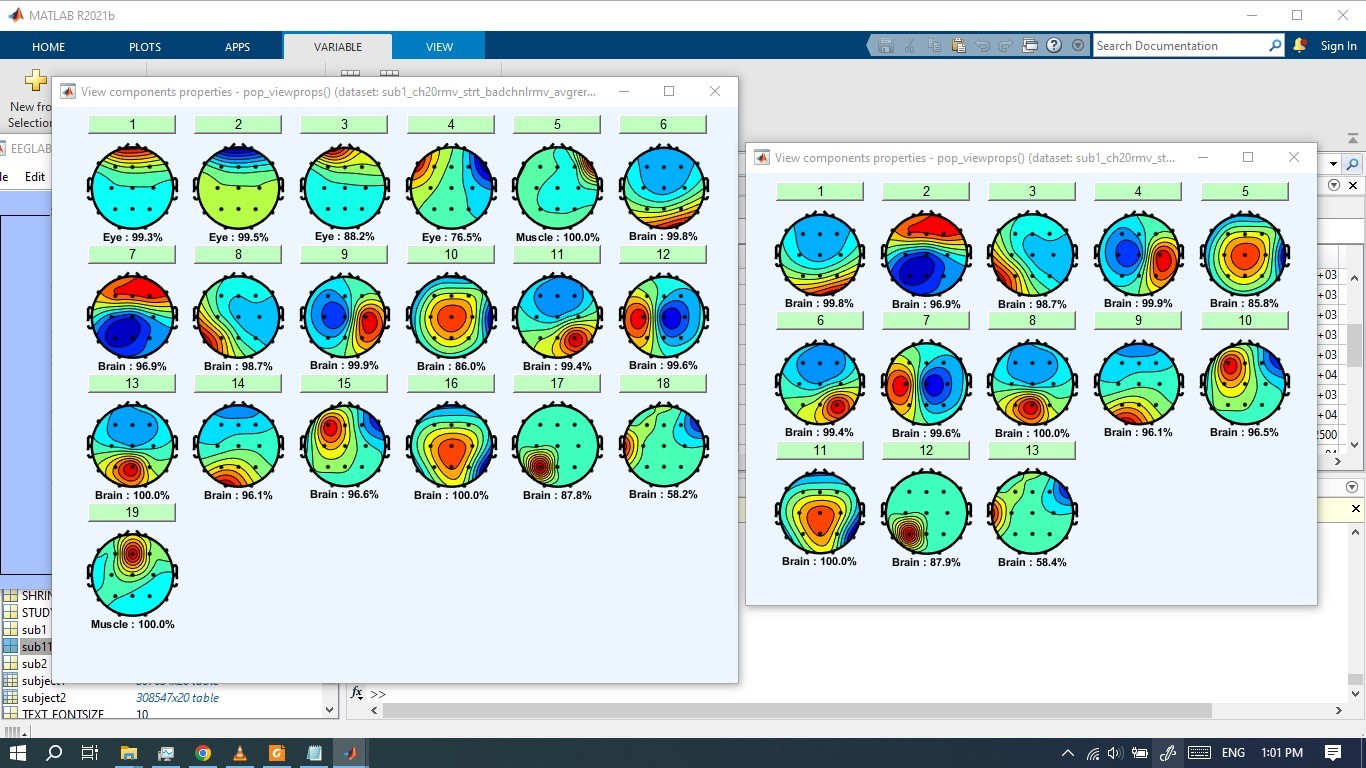 MATLAB R2021b
HOME PLOTS APPS VARIABLE VIEW
Search Documentation
Sign In
New from
Selection
EEGLAB
Edit
View components properties - pop_viewprops() (dataset: sub1_ch20rmv_strt_badchnlrmv_avgrer...
1 2 3 4 5 6
Eye : 99.3% Eye : 99.5% Eye : 88.2% Eye : 76.5% Muscle : 100.0% Brain : 99.8%
7 8 9 10 11 12
Brain : 96.9% Brain : 98.7% Brain : 99.9% Brain : 86.0% Brain : 99.4% Brain : 99.6%
13 14 15 16 17 18
Brain : 100.0% Brain : 96.1% Brain : 96.6% Brain : 100.0% Brain : 87.8% Brain : 58.2%
19
Muscle : 100.0%
View components properties - pop_viewprops() (dataset: sub1_ch20rmv_st...
1 2 3 4 5
Brain : 99.8% Brain : 96.9% Brain : 98.7% Brain : 99.9% Brain : 85.8%
6 7 8 9 10
Brain : 99.4% Brain : 99.6% Brain : 100.0% Brain : 96.1% Brain : 96.5%
11 12 13
Brain : 100.0% Brain : 87.9% Brain : 58.4%
+03
+03
+03
+03
+03
+04
+03
+04
2500
STUDY
sub1
sub11
sub2
subject2 308547x20 table
TEXT_FONTSIZE 10
fx >>
ENG 1:01 PM